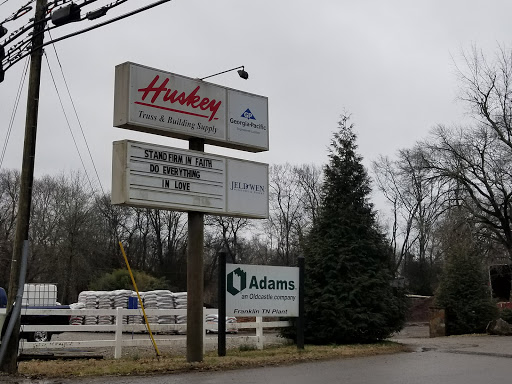 Huskey
Truss & Building Supply
GP
Georgia-Pacific
STAND FIRM IN FAITH
DO EVERYTHING
IN LOVE
JELD-WEN
Adams
an Oldcastle company
Franklin TN Plant